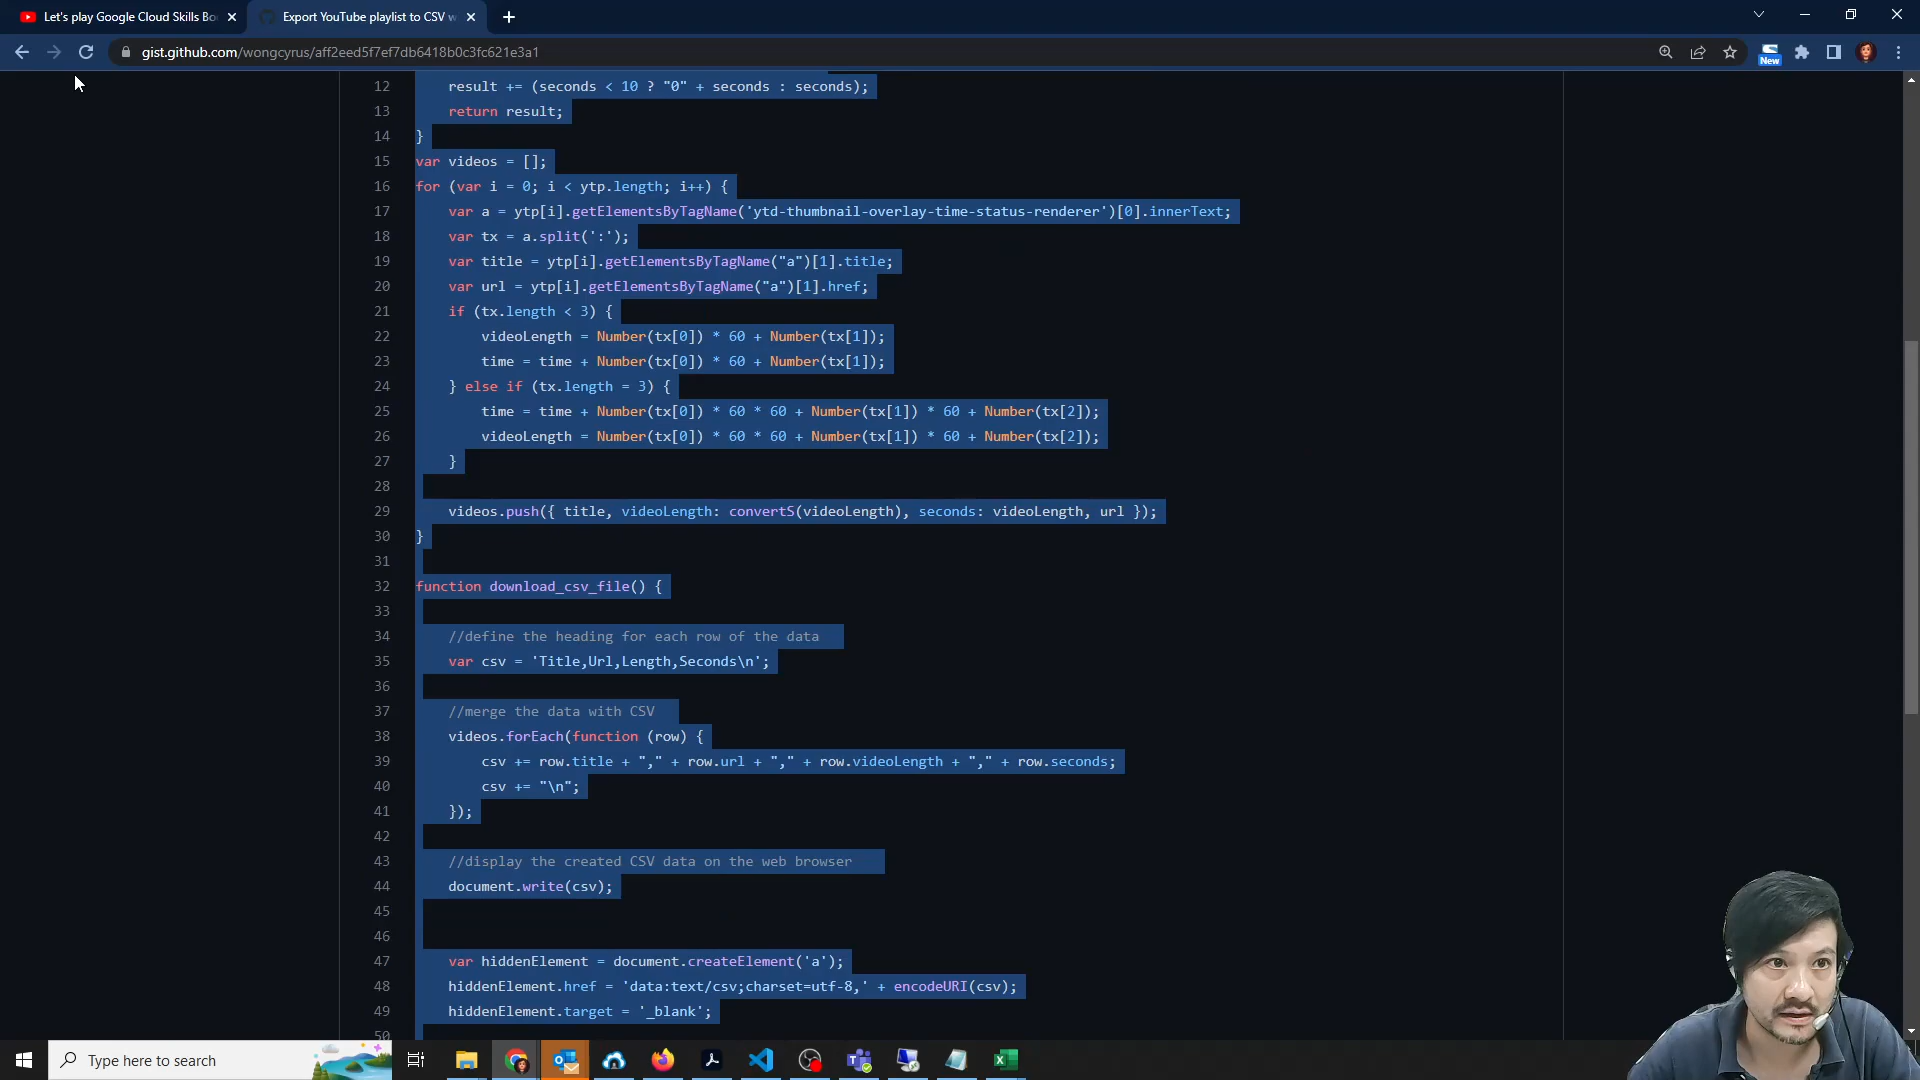 Let's play Google Cloud Skills Bo
Export YouTube playlist to CSV w
gist.github.com/wongcyrus/aff2eed5f7ef7db6418b0c3fc621e3a1
New
12 result += (seconds < 10 ? "0" + seconds : seconds);
13 return result;
14 }
15 var videos = [];
16 for (var i = 0; i < ytp.length; i++) {
17 var a = ytp[i].getElementsByTagName('ytd-thumbnail-overlay-time-status-renderer')[0].innerText;
18 var tx = a.split(':');
19 var title = ytp[i].getElementsByTagName("a")[1].title;
20 var url = ytp[i].getElementsByTagName("a")[1].href;
21 if (tx.length < 3) {
22 videoLength = Number(tx[0]) * 60 + Number(tx[1]);
23 time = time + Number(tx[0]) * 60 + Number(tx[1]);
24 } else if (tx.length = 3) {
25 time = time + Number(tx[0]) * 60 * 60 + Number(tx[1]) * 60 + Number(tx[2]);
26 videoLength = Number(tx[0]) * 60 * 60 + Number(tx[1]) * 60 + Number(tx[2]);
27 }
28
29 videos.push({ title, videoLength: convertS(videoLength), seconds: videoLength, url });
30 }
31
32 function download_csv_file() {
33
34 //define the heading for each row of the data
35 var csv = 'Title,Url,Length,Seconds\n';
36
37 //merge the data with CSV
38 videos.forEach(function (row) {
39 csv += row.title + "," + row.url + "," + row.videoLength + "," + row.seconds;
40 csv += "\n";
41 });
42
43 //display the created CSV data on the web browser
44 document.write(csv);
45
46
47 var hiddenElement = document.createElement('a');
48 hiddenElement.href = 'data:text/csv;charset=utf-8,' + encodeURI(csv);
49 hiddenElement.target = '_blank';
50
Type here to search